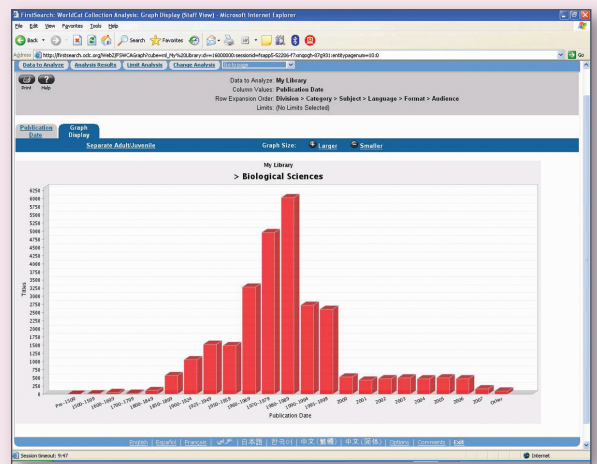 FirstSearch: WorldCat Collection Analysis: Graph Display (Staff View) - Microsoft Internet Explorer
File Edit View Favorites Tools Help
Back Search Favorites
Address Go
Data to Analyze Analysis Results Limit Analysis Change Analysis
Print Help
Data to Analyze: My Library
Column Values: Publication Date
Row Expansion Order: Division > Category > Subject > Language > Format > Audience
Limits: (No Limits Selected)
Publication Date
Graph Display
Separate Adult/Juvenile Graph Size: Larger Smaller
My Library
> Biological Sciences
6250
6000
5750
5500
5250
5000
4750
4500
4250
4000
3750
3500
3250
3000
2750
2500
2250
2000
1750
1500
1250
1000
750
500
250
0
Titles
Pre-1500 1500-1599 1600-1699 1700-1799 1800-1849 1850-1899 1900-1924 1925-1949 1950-1959 1960-1969 1970-1979 1980-1989 1990-1994 1995-1999 2000 2001 2002 2003 2004 2005 2006 2007 Other
Publication Date
English | Español | Français | 日本語 | 한국어 | 中文(繁體) | 中文(简体) | Options | Comments | Exit
Session timeout: 9:47 Internet